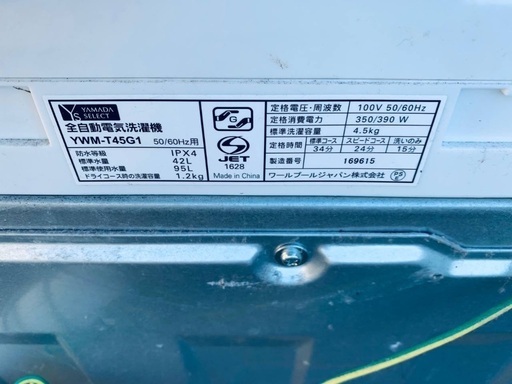 YAMADA
SELECT
全自動電気洗濯機
YWM-T45G1 50/60Hz用
防水等級 IPX4
標準水量 42L
標準使用水量 95L
ドライコース時の洗濯容量 1.2kg
G
JET
1628
Made in China
定格電圧・周波数 100V 50/60Hz
定格消費電力 350/390 W
標準洗濯容量 4.5kg
定格時間 標準コース スピードコース 洗いのみ
34分 24分 15分
製造番号 169615
ワールプールジャパン株式会社